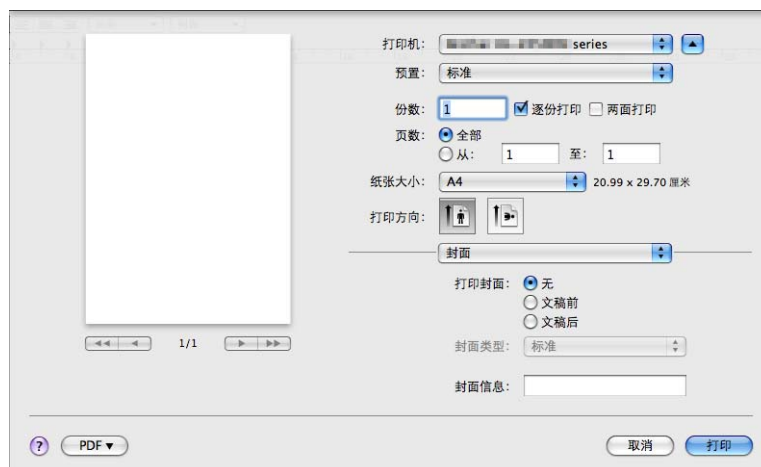 打印机: series
预置: 标准
份数: 1 逐份打印 两面打印
页数: 全部
从: 1 至: 1
纸张大小: A4 20.99 x 29.70 厘米
打印方向:
封面
打印封面: 无
文稿前
文稿后
1/1
封面类型: 标准
封面信息:
? PDF▼ 取消 打印